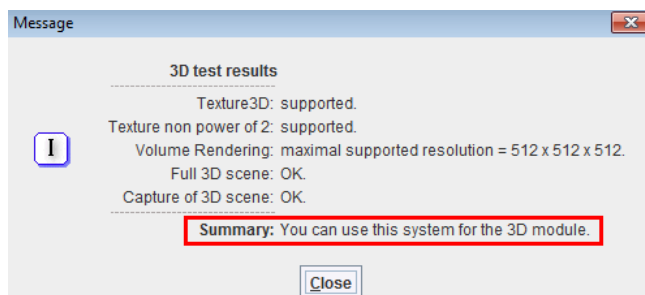 Message
3D test results
Texture3D: supported.
Texture non power of 2: supported.
I
Volume Rendering: maximal supported resolution = 512 x 512 x 512.
Full 3D scene: OK.
Capture of 3D scene: OK.
Summary: You can use this system for the 3D module.
Close